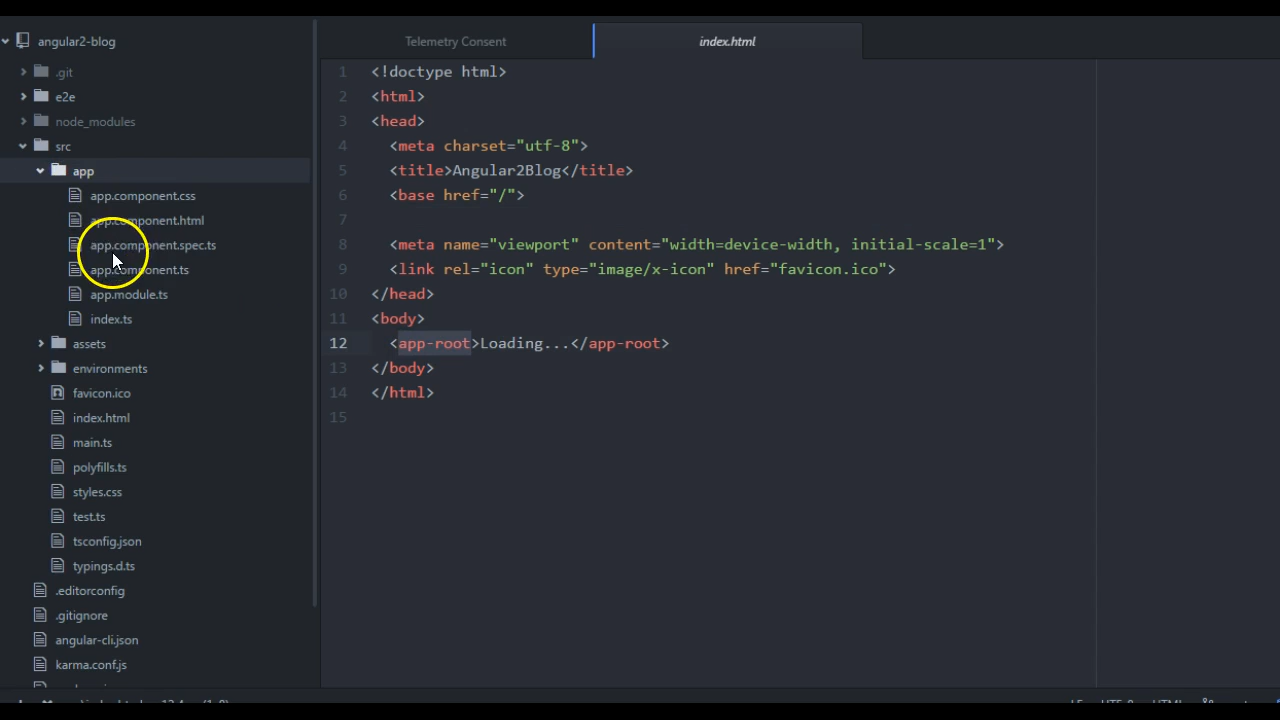 angular2-blog
.git
e2e
node_modules
src
app
app.component.css
app.component.html
app.component.spec.ts
app.component.ts
app.module.ts
index.ts
assets
environments
favicon.ico
index.html
main.ts
polyfills.ts
styles.css
test.ts
tsconfig.json
typings.d.ts
.editorconfig
.gitignore
angular-cli.json
karma.conf.js
Telemetry Consent
index.html
1 <!doctype html>
2 <html>
3 <head>
4 <meta charset="utf-8">
5 <title>Angular2Blog</title>
6 <base href="/">
7
8 <meta name="viewport" content="width=device-width, initial-scale=1">
9 <link rel="icon" type="image/x-icon" href="favicon.ico">
10 </head>
11 <body>
12 <app-root>Loading...</app-root>
13 </body>
14 </html>
15